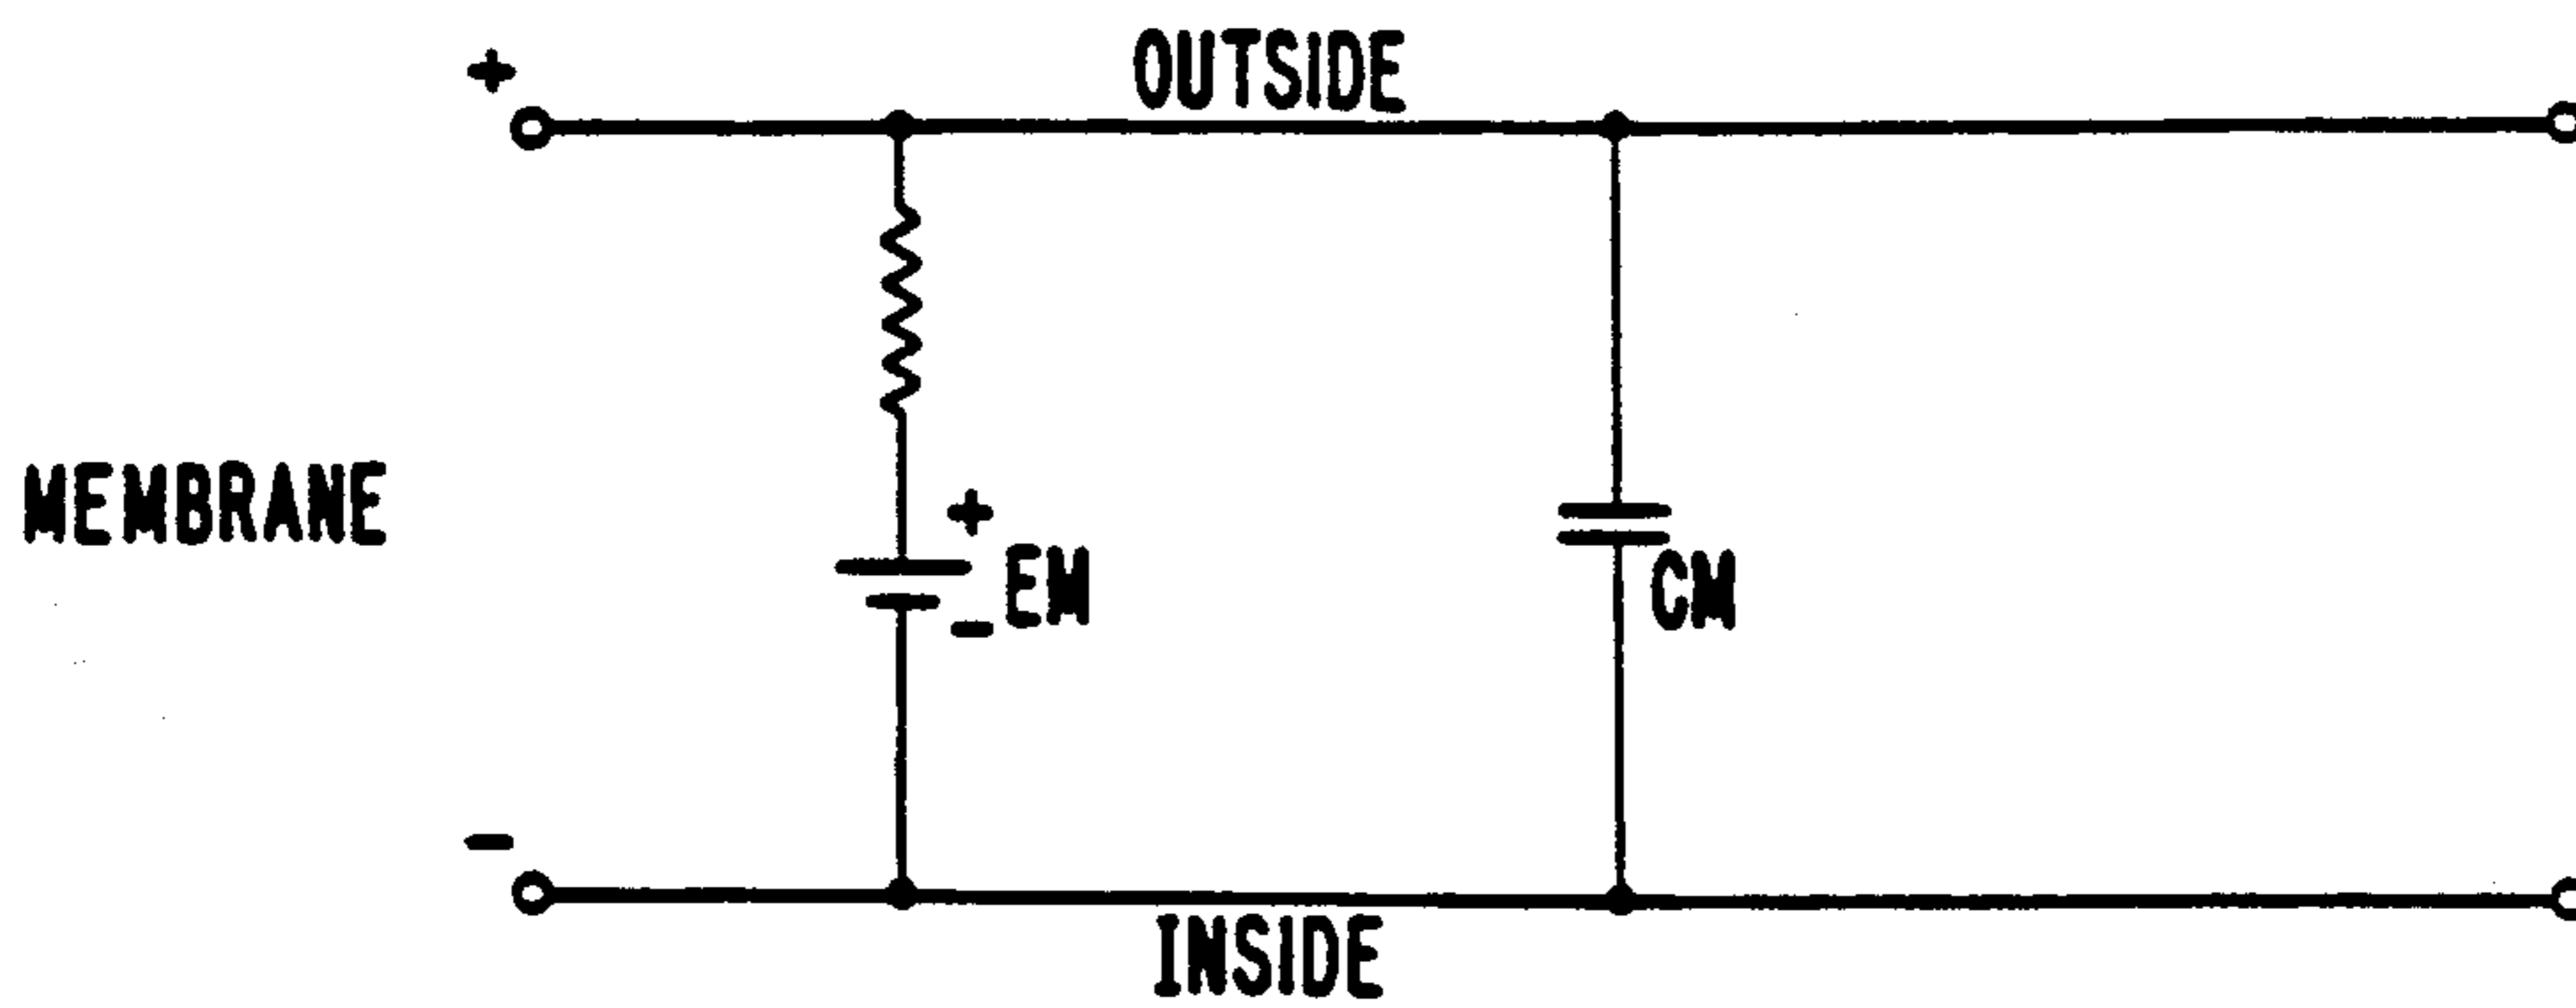 +
OUTSIDE
MEMBRANE
+
EM
-
CM
-
INSIDE